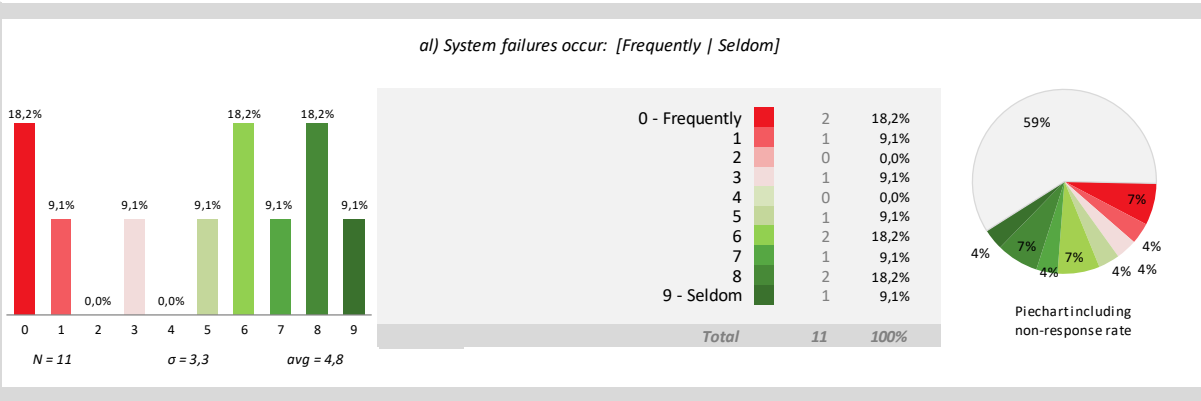 al) System failures occur: [Frequently | Seldom]
18,2% 18,2% 18,2%
9,1% 9,1% 9,1% 9,1% 9,1%
0,0% 0,0%
0 1 2 3 4 5 6 7 8 9
N = 11 σ = 3,3 avg = 4,8
0 - Frequently 2 18,2%
1 1 9,1%
2 0 0,0%
3 1 9,1%
4 0 0,0%
5 1 9,1%
6 2 18,2%
7 1 9,1%
8 2 18,2%
9 - Seldom 1 9,1%
Total 11 100%
59%
7%
4%
4%
4%
7%
4%
7%
4%
Piechart including
non-response rate